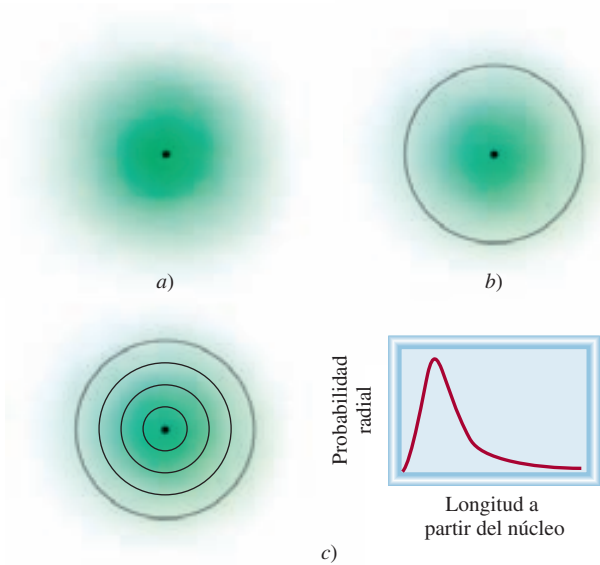 a)
b)
Probabilidad
radial
Longitud a
partir del núcleo
c)